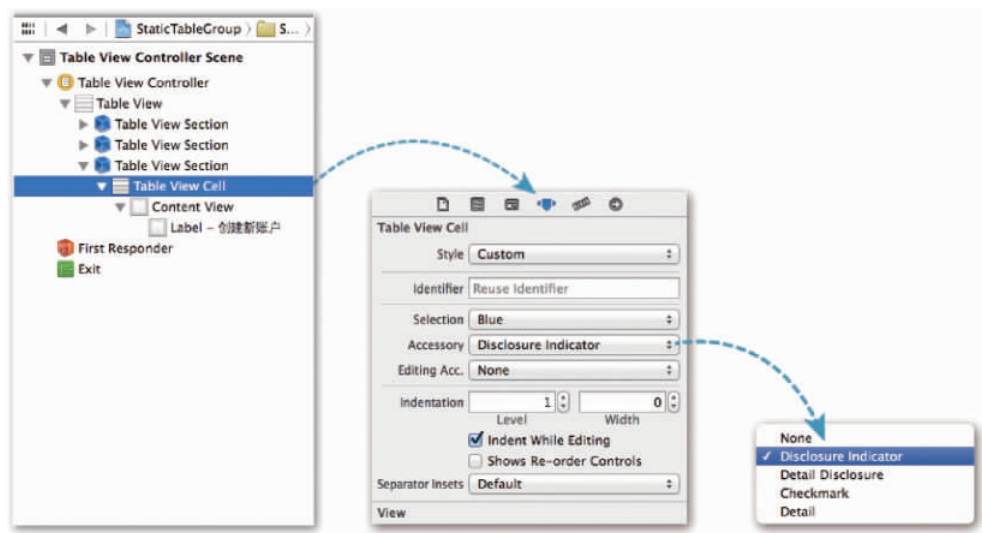 StaticTableGroup 〉 S... 〉
Table View Controller Scene
Table View Controller
Table View
Table View Section
Table View Section
Table View Section
Table View Cell
Content View
Label – 创建新账户
First Responder
Exit
Table View Cell
Style Custom
Identifier Reuse Identifier
Selection Blue
Accessory Disclosure Indicator
Editing Acc. None
Indentation 1 0
Level Width
Indent While Editing
Shows Re-order Controls
Separator Insets Default
View
None
✓ Disclosure Indicator
Detail Disclosure
Checkmark
Detail